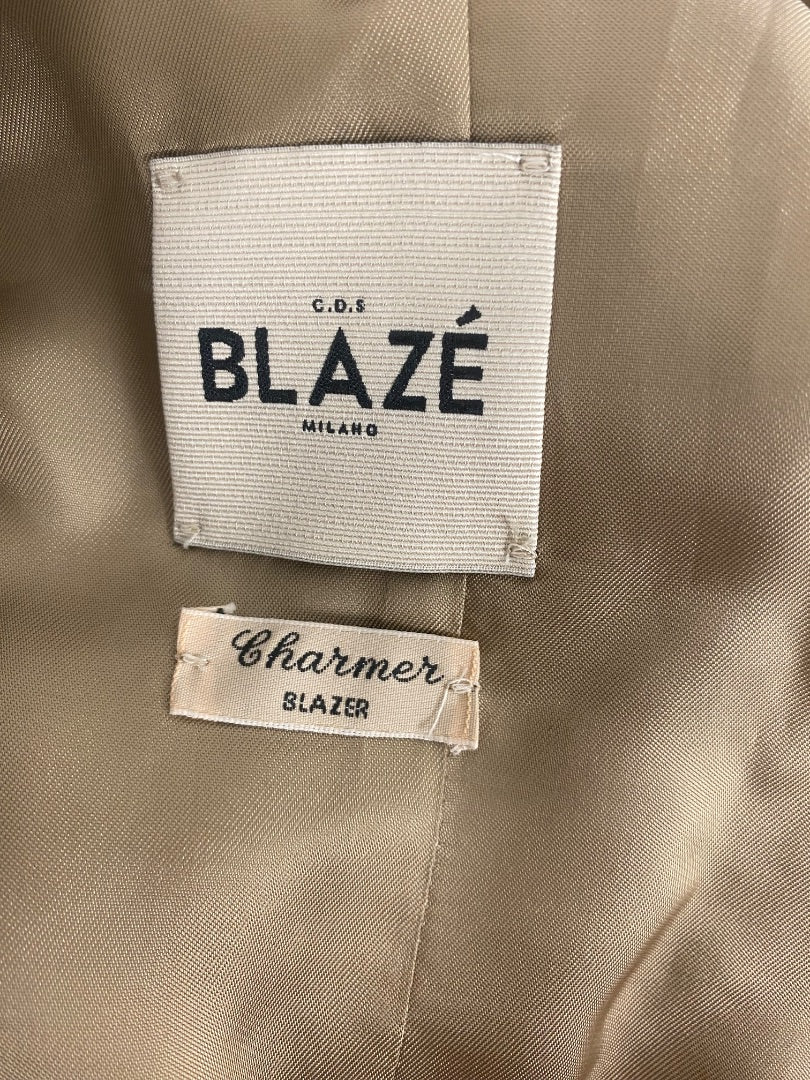 C.D.S
BLAZÉ
MILANO
Charmer
BLAZER